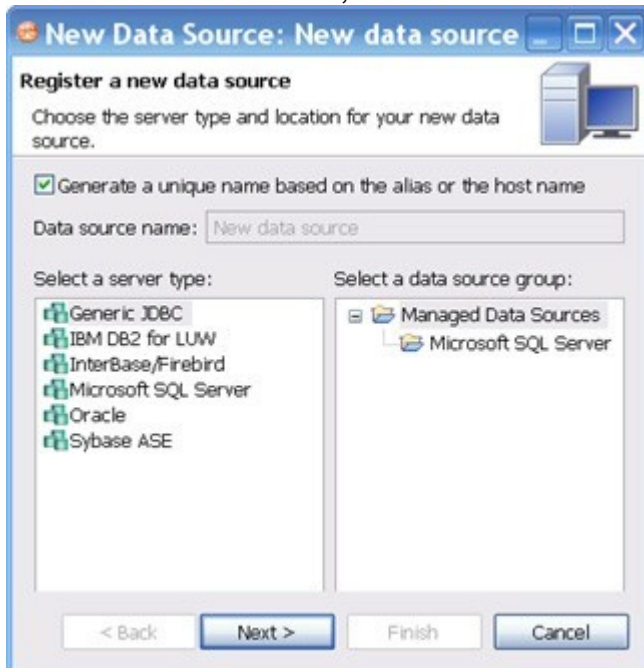 New Data Source: New data source
Register a new data source
Choose the server type and location for your new data
source.
Generate a unique name based on the alias or the host name
Data source name: New data source
Select a server type:
Generic JDBC
IBM DB2 for LUW
InterBase/Firebird
Microsoft SQL Server
Oracle
Sybase ASE
Select a data source group:
Managed Data Sources
Microsoft SQL Server
< Back Next > Finish Cancel